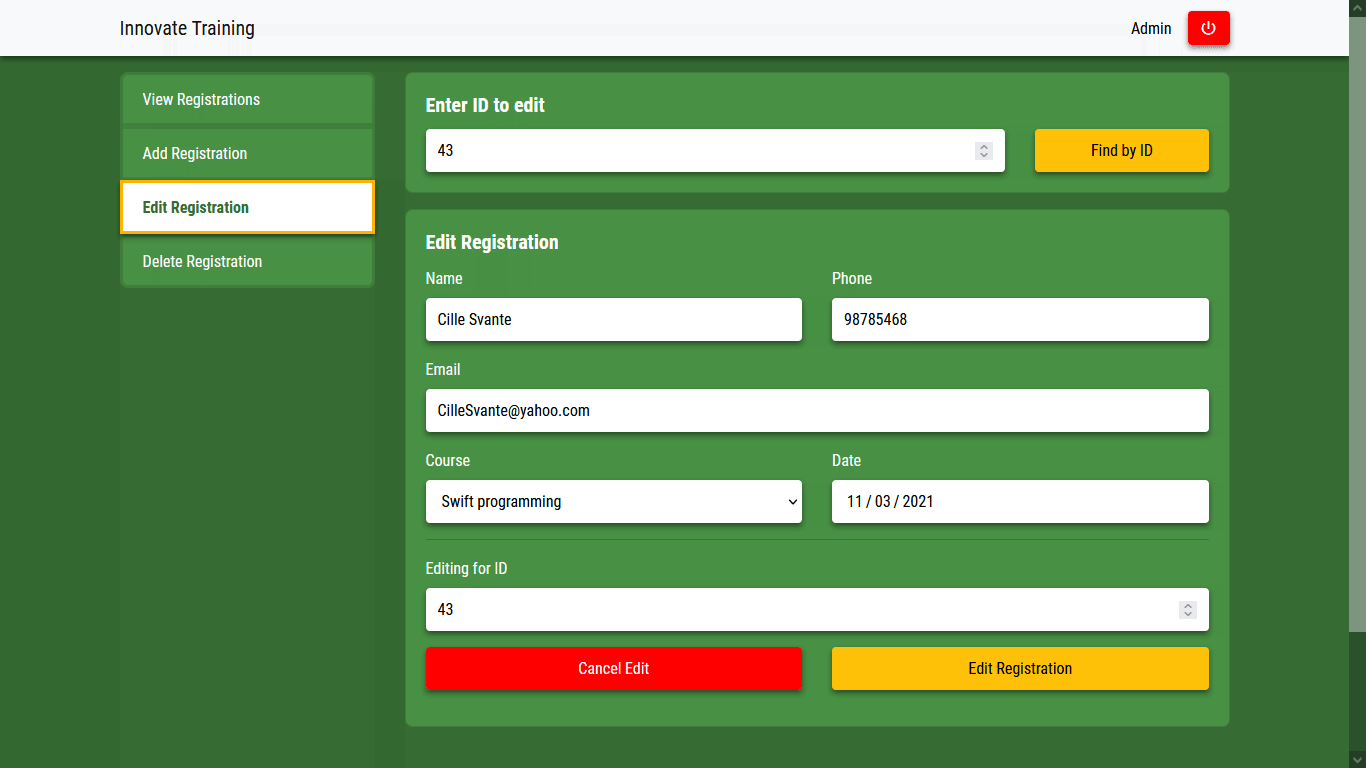 Innovate Training
Admin
View Registrations
Add Registration
Edit Registration
Delete Registration
Enter ID to edit
43
Find by ID
Edit Registration
Name
Phone
Cille Svante
98785468
Email
CilleSvante@yahoo.com
Course
Date
Swift programming
11 / 03 / 2021
Editing for ID
43
Cancel Edit
Edit Registration